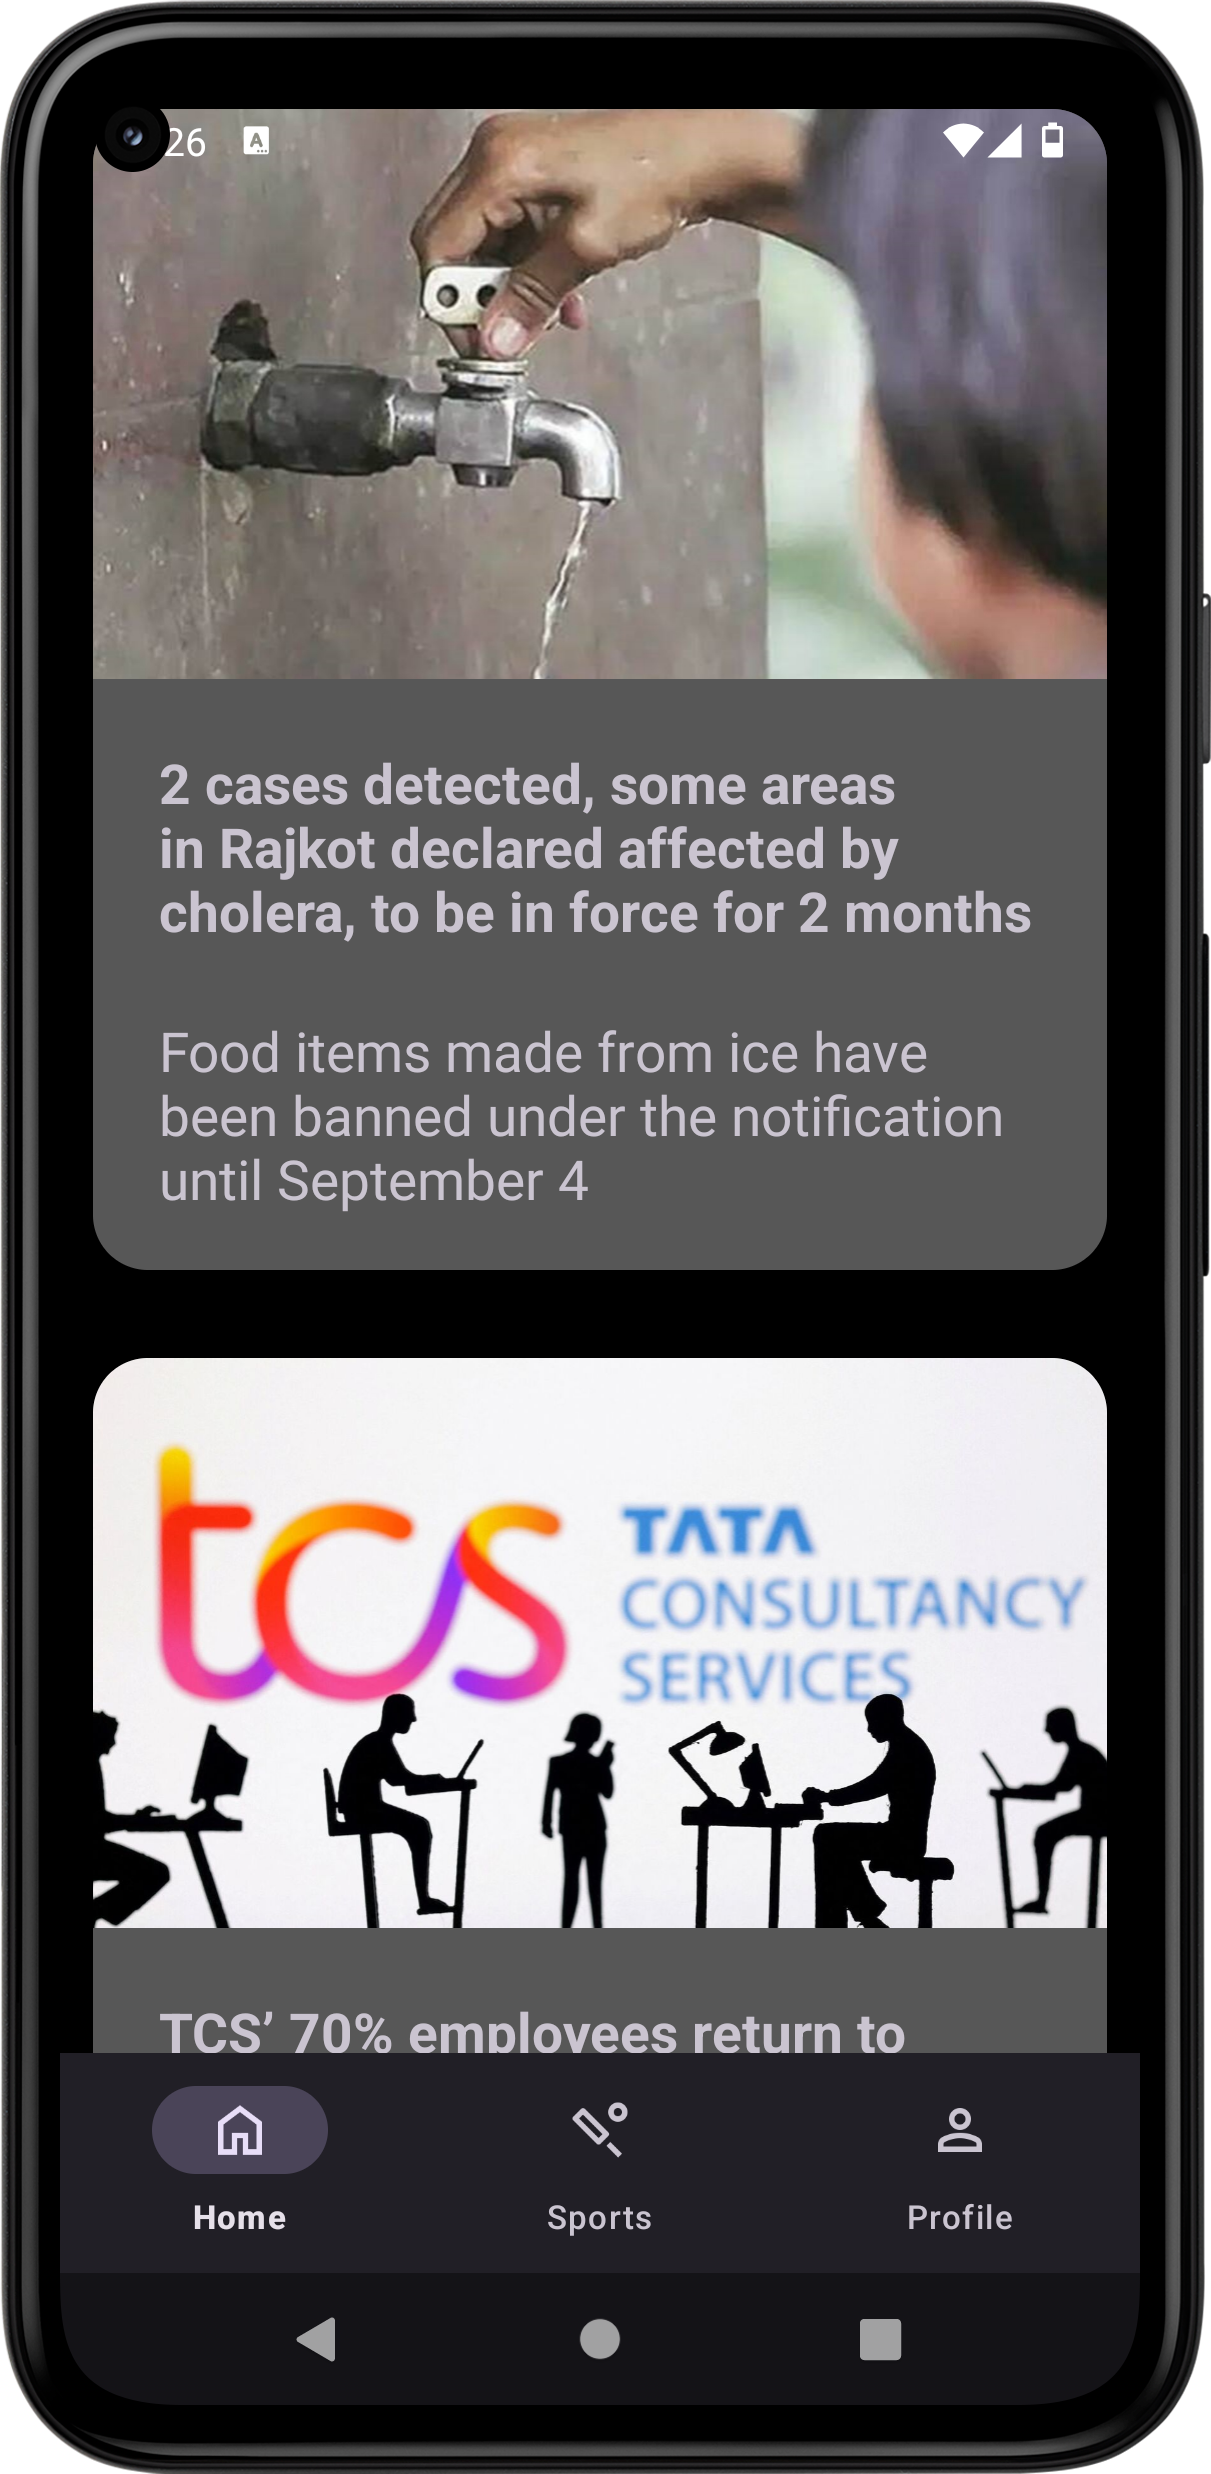 26
A
2 cases detected, some areas
in Rajkot declared affected by
cholera, to be in force for 2 months
Food items made from ice have
been banned under the notification
until September 4
tcs TATA
CONSULTANCY
SERVICES
TCS’ 70% employees return to
Home Sports Profile